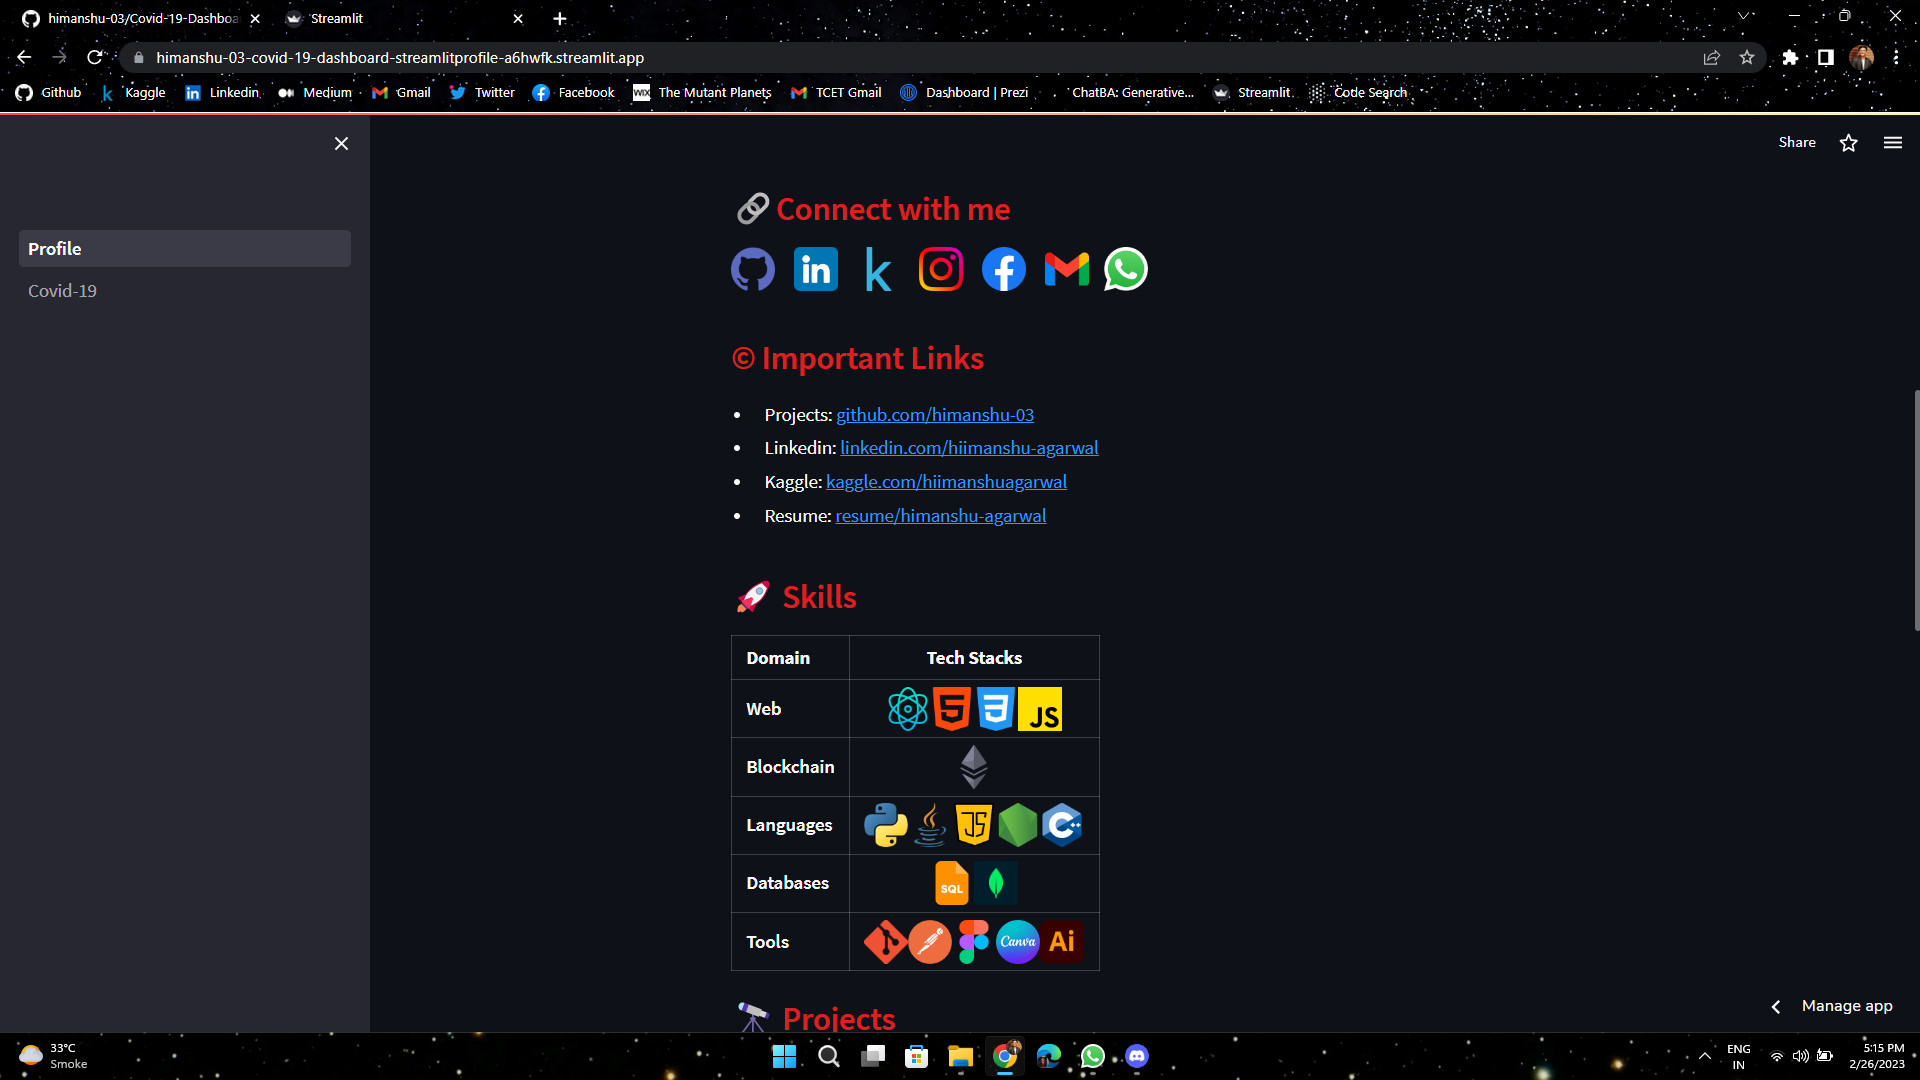 himanshu-03/Covid-19-Dashboa
Streamlit
himanshu-03-covid-19-dashboard-streamlitprofile-a6hwfk.streamlit.app
Github
Kaggle
Linkedin
Medium
Gmail
Twitter
Facebook
WIX
The Mutant Planets
TCET Gmail
Dashboard | Prezi
ChatBA: Generative...
Streamlit
Code Search
Share
Profile
Covid-19
Connect with me
in
k
© Important Links
• Projects: github.com/himanshu-03
• Linkedin: linkedin.com/hiimanshu-agarwal
• Kaggle: kaggle.com/hiimanshuagarwal
• Resume: resume/himanshu-agarwal
Skills
Domain Tech Stacks
Web JS
Blockchain
Languages JS C++
Databases SQL
Tools Canva Ai
Projects
Manage app
33°C
Smoke
ENG
IN
5:15 PM
2/26/2023